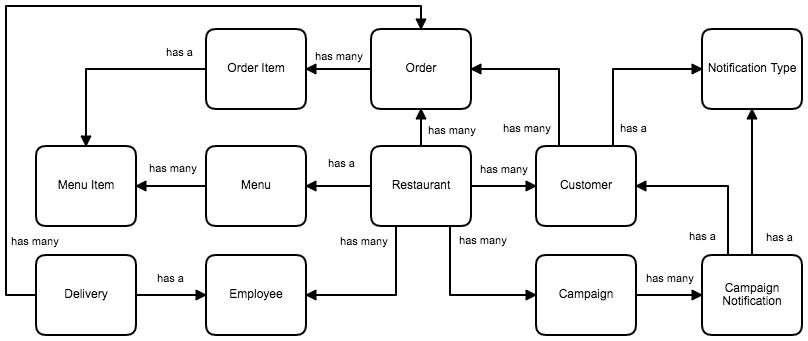 has a
Order Item
has many
Order
Notification Type
has many
has many
has a
Menu Item
has many
Menu
has a
Restaurant
has many
Customer
has many
has many
has many
has a
has a
Delivery
has a
Employee
Campaign
has many
Campaign
Notification